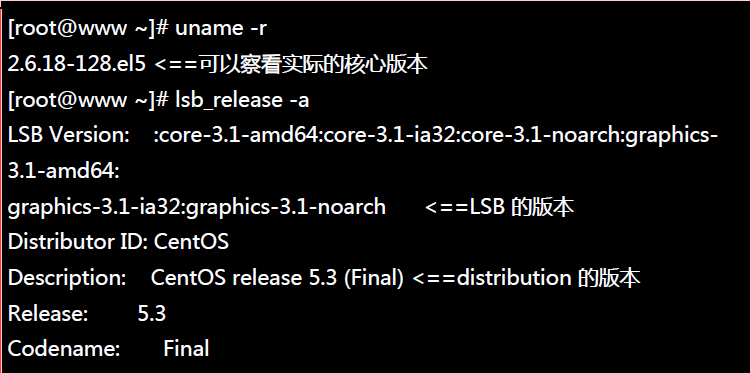 [root@www ~]# uname -r
2.6.18-128.el5 <==可以察看实际的核心版本
[root@www ~]# lsb_release -a
LSB Version:    :core-3.1-amd64:core-3.1-ia32:core-3.1-noarch:graphics-
3.1-amd64:
graphics-3.1-ia32:graphics-3.1-noarch      <==LSB 的版本
Distributor ID: CentOS
Description:    CentOS release 5.3 (Final) <==distribution 的版本
Release:        5.3
Codename:       Final